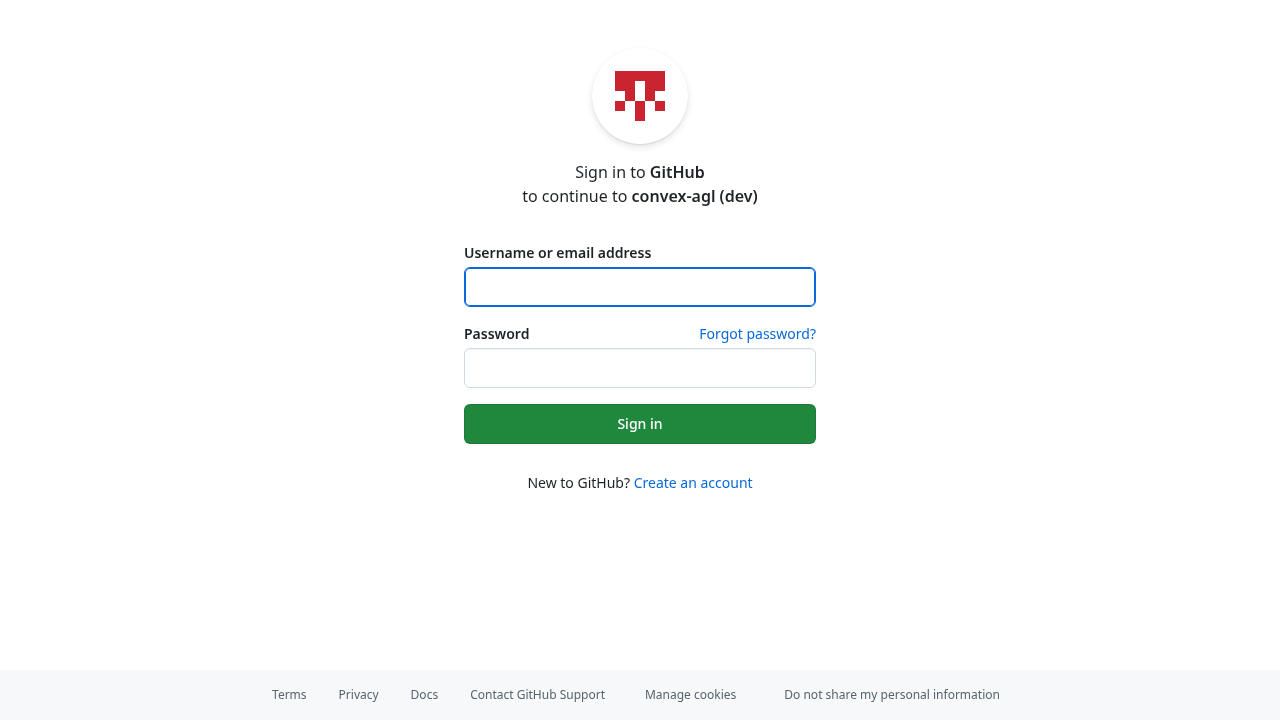 Sign in to GitHub
to continue to convex-agl (dev)
Username or email address
Password Forgot password?
Sign in
New to GitHub? Create an account
Terms Privacy Docs Contact GitHub Support Manage cookies Do not share my personal information